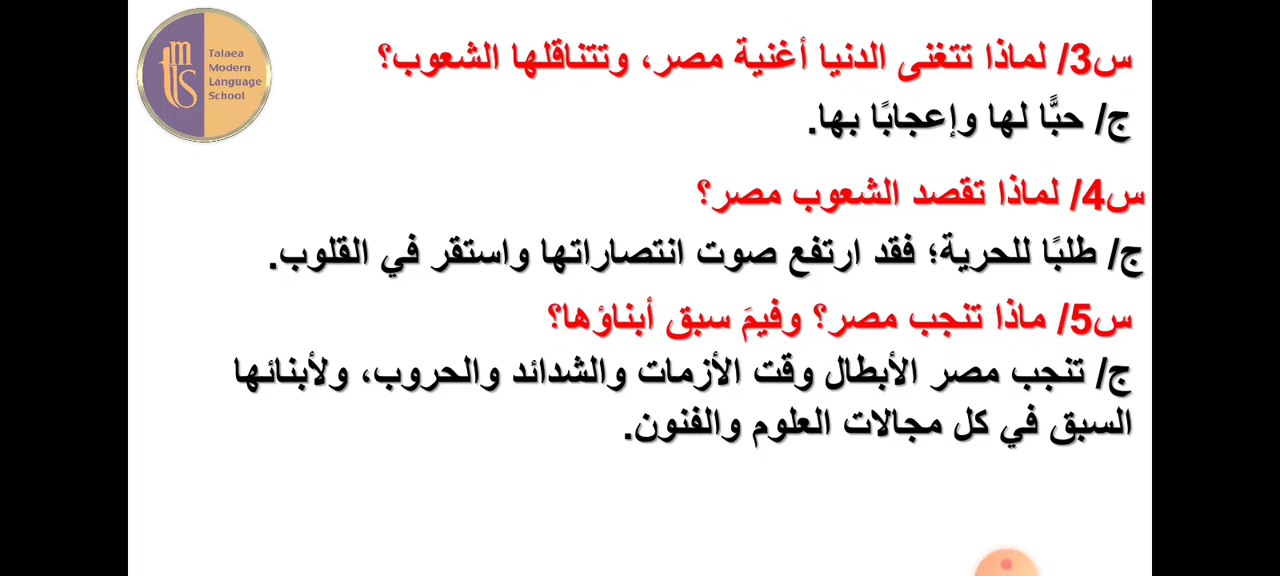 tms
Talaea
Modern
Language
School
س3/ لماذا تتغنى الدنيا أغنية مصر، وتتناقلها الشعوب؟
ج/ حبًّا لها وإعجابًا بها.
س4/ لماذا تقصد الشعوب مصر؟
ج/ طلبًا للحرية؛ فقد ارتفع صوت انتصاراتها واستقر في القلوب.
س5/ ماذا تنجب مصر؟ وفيمَ سبق أبناؤها؟
ج/ تنجب مصر الأبطال وقت الأزمات والشدائد والحروب، ولأبنائها
السبق في كل مجالات العلوم والفنون.